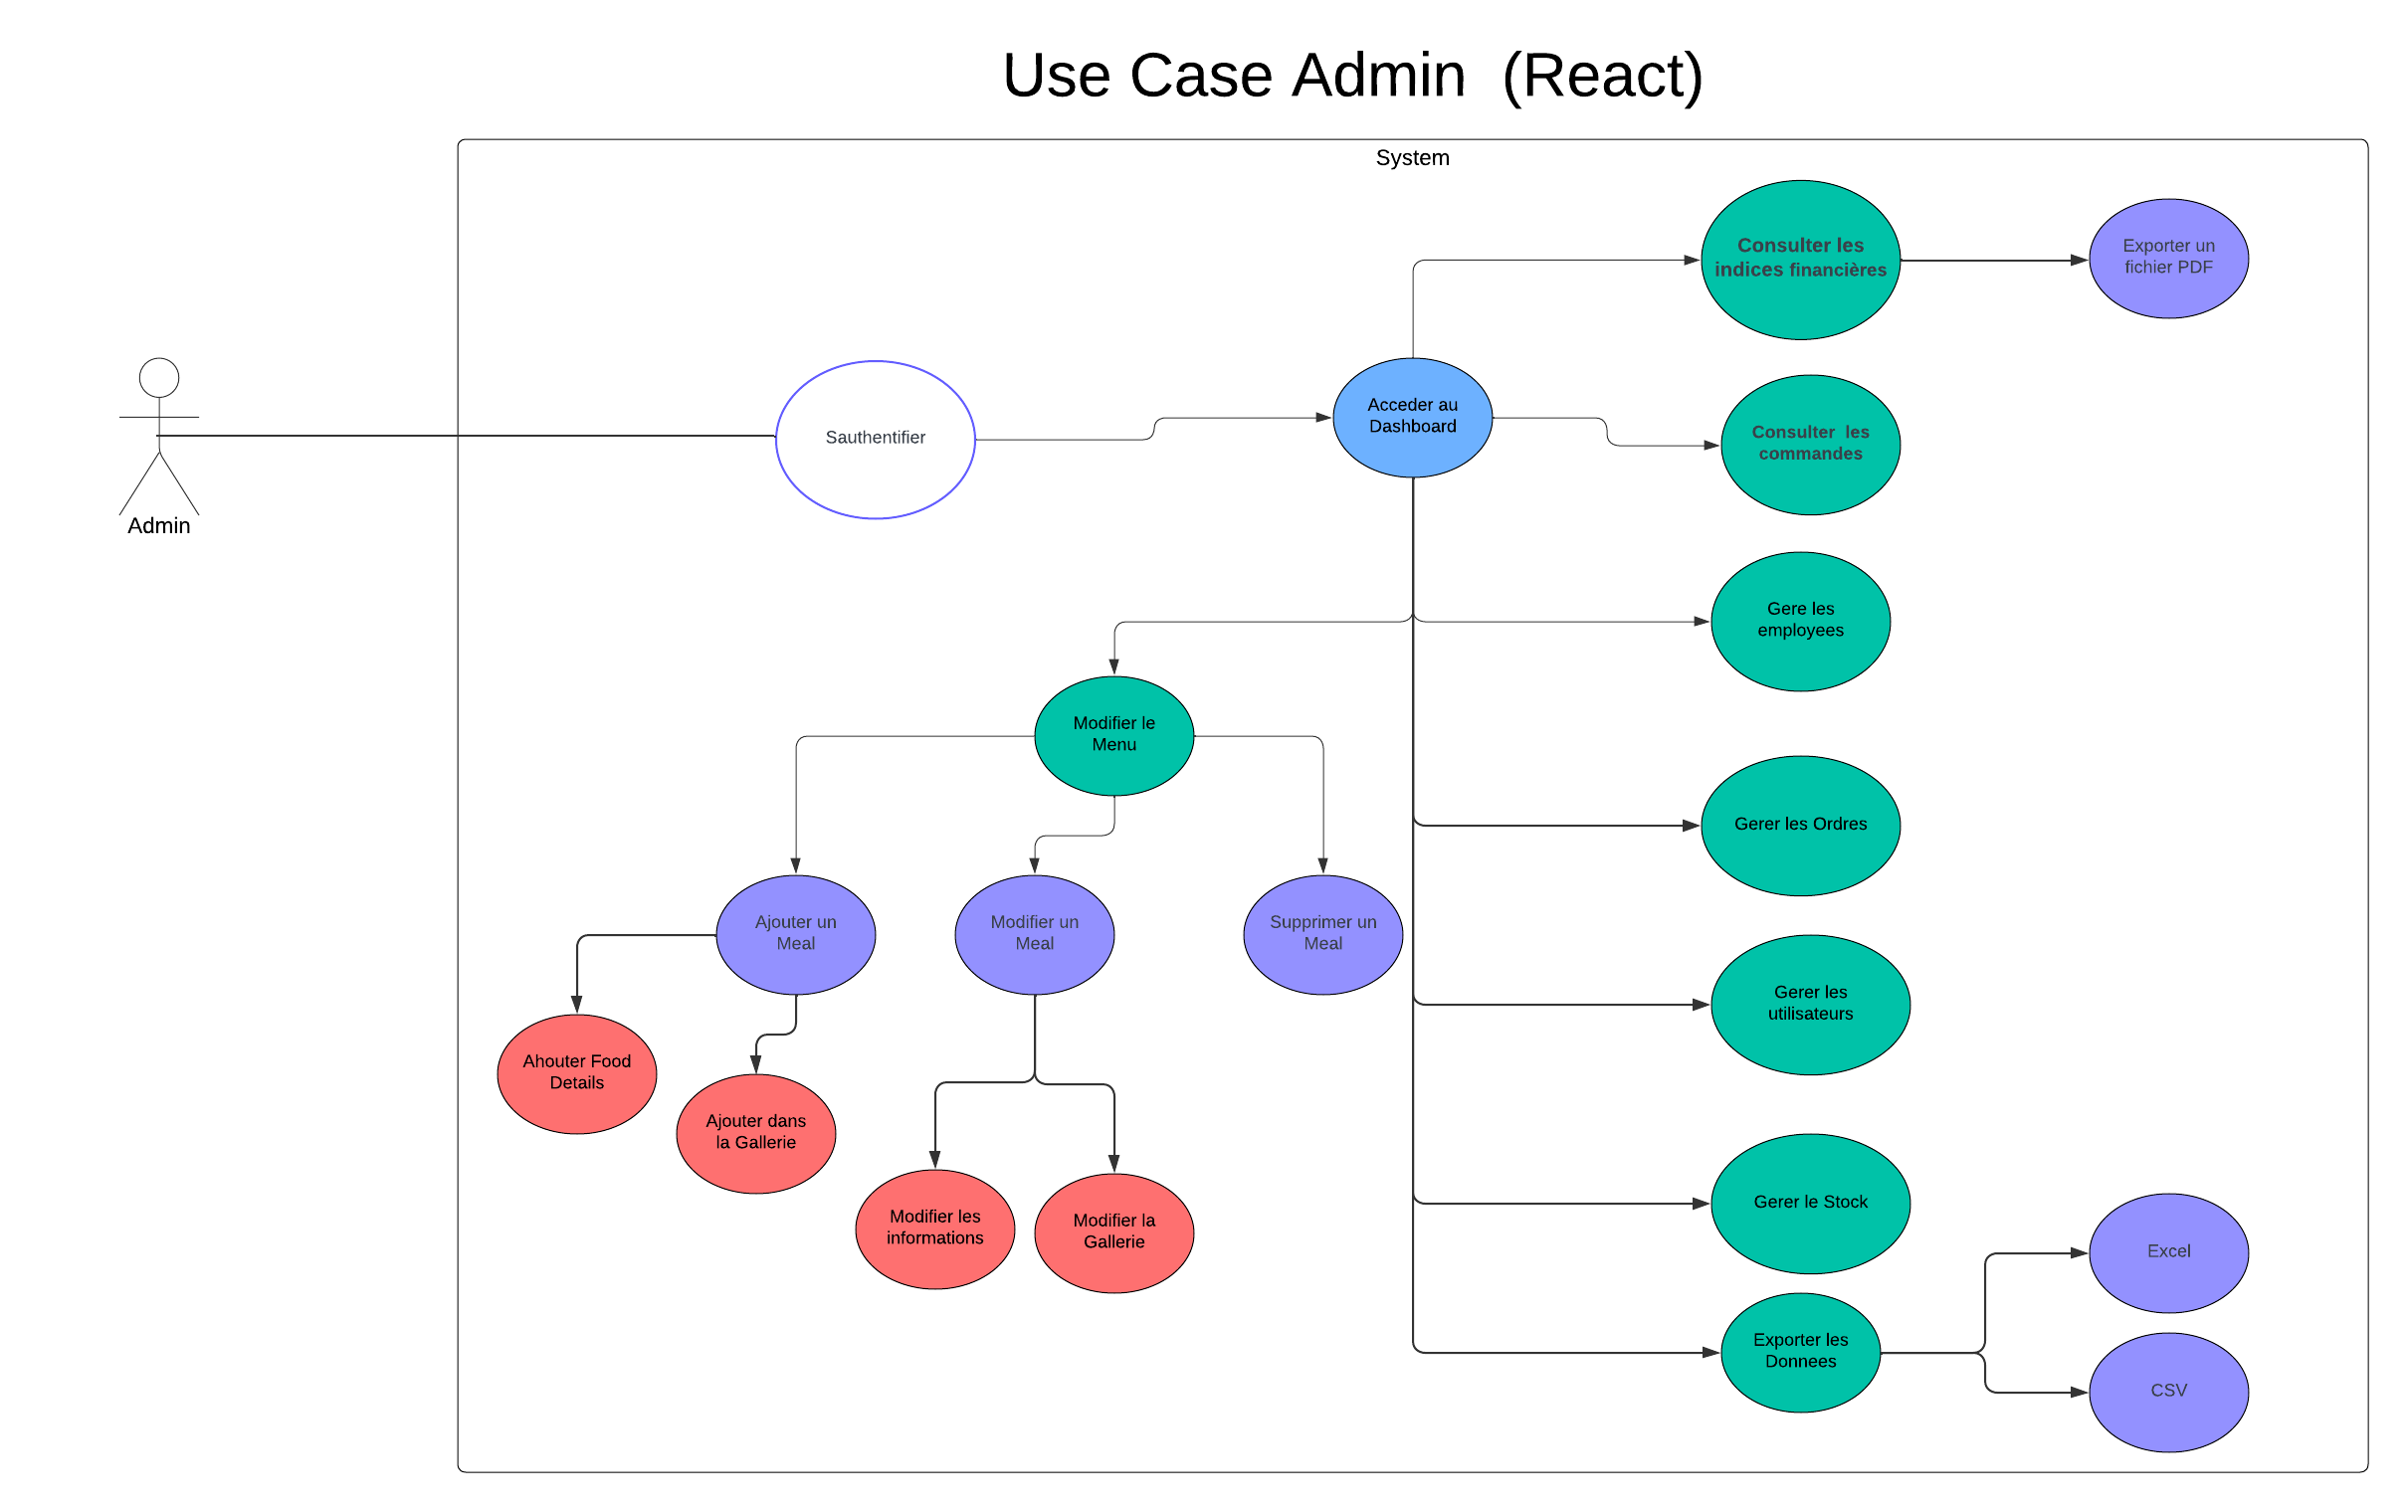 Use Case Admin  (React)
System
Consulter les
indices financières
Exporter un
fichier PDF
Acceder au
Dashboard
Sauthentifier
Consulter  les
commandes
Admin
Gere les
employees
Modifier le
Menu
Gerer les Ordres
Ajouter un
Meal
Modifier un
Meal
Supprimer un
Meal
Gerer les
utilisateurs
Ahouter Food
Details
Ajouter dans
la Gallerie
Modifier les
informations
Modifier la
Gallerie
Gerer le Stock
Excel
Exporter les
Donnees
CSV